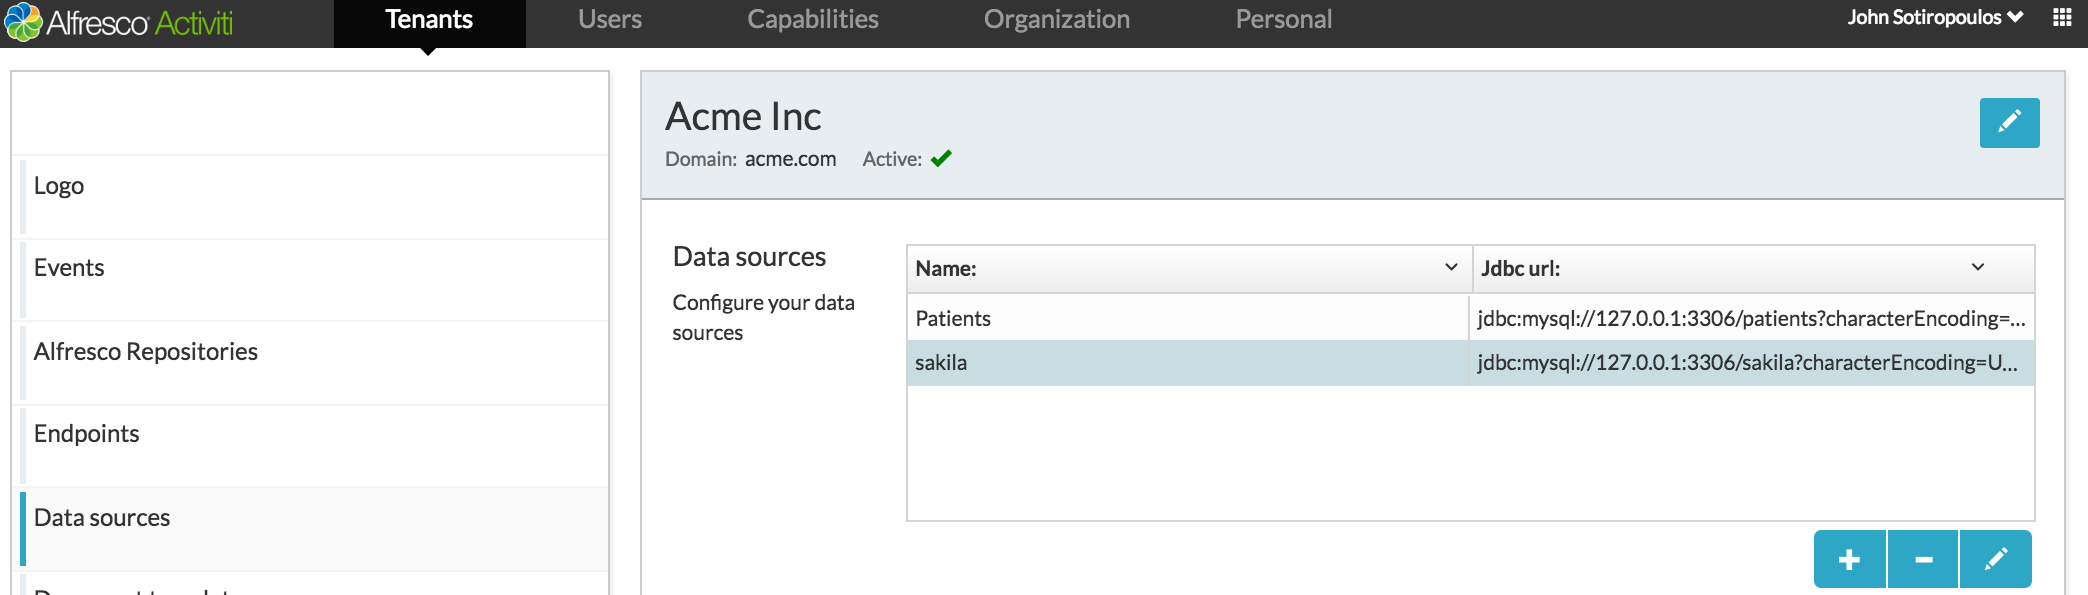 Alfresco Activiti
Tenants Users Capabilities Organization Personal
John Sotiropoulos
Logo
Events
Alfresco Repositories
Endpoints
Data sources
Acme Inc
Domain: acme.com Active:
Data sources
Configure your data
sources
Name: Jdbc url:
Patients jdbc:mysql://127.0.0.1:3306/patients?characterEncoding=...
sakila jdbc:mysql://127.0.0.1:3306/sakila?characterEncoding=U...